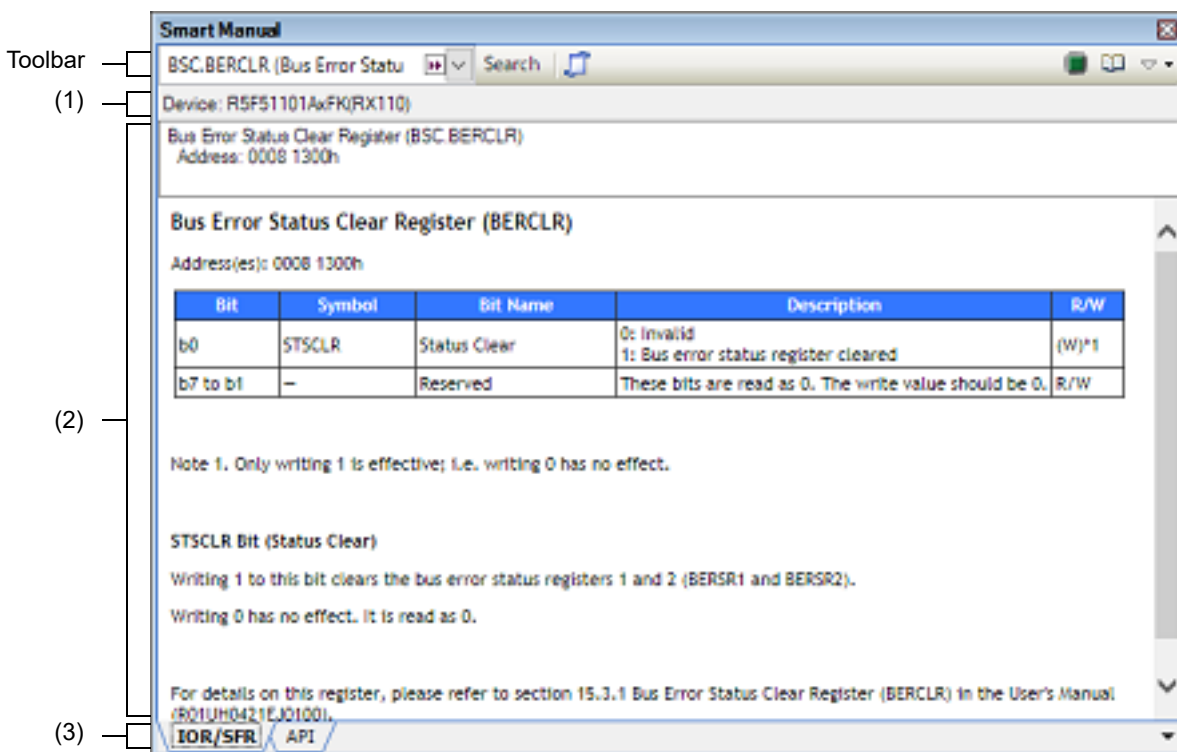 Smart Manual
Toolbar
BSC.BERCLR (Bus Error Statu Search
(1)
Device: R5F51101AxFK(RX110)
Bus Error Status Clear Register (BSC.BERCLR)
Address: 0008 1300h
Bus Error Status Clear Register (BERCLR)
Address(es): 0008 1300h
Bit Symbol Bit Name Description R/W
b0 STSCLR Status Clear 0: Invalid
1: Bus error status register cleared (W)*1
b7 to b1 — Reserved These bits are read as 0. The write value should be 0. R/W
(2)
Note 1. Only writing 1 is effective; i.e. writing 0 has no effect.
STSCLR Bit (Status Clear)
Writing 1 to this bit clears the bus error status registers 1 and 2 (BERSR1 and BERSR2).
Writing 0 has no effect. It is read as 0.
For details on this register, please refer to section 15.3.1 Bus Error Status Clear Register (BERCLR) in the User's Manual
(R01UH0421EJ0100).
(3)
IOR/SFR API